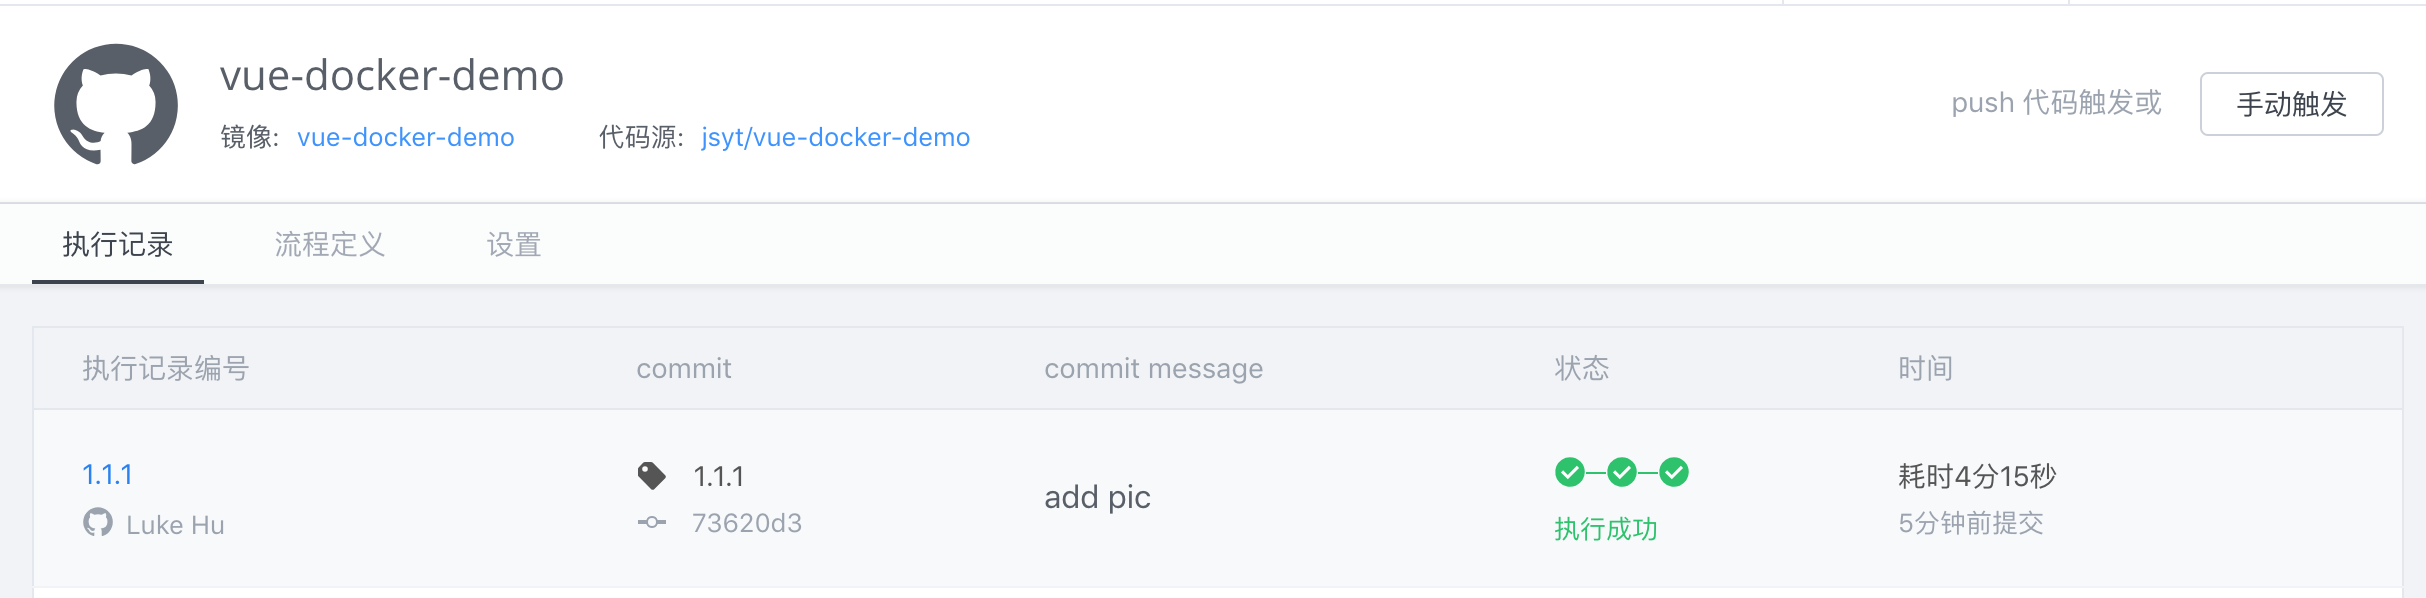 vue-docker-demo
镜像: vue-docker-demo 代码源: jsyt/vue-docker-demo
push 代码触发或 手动触发
执行记录 流程定义 设置
执行记录编号 commit commit message 状态 时间
1.1.1 1.1.1 add pic 耗时4分15秒
Luke Hu 73620d3 执行成功 5分钟前提交